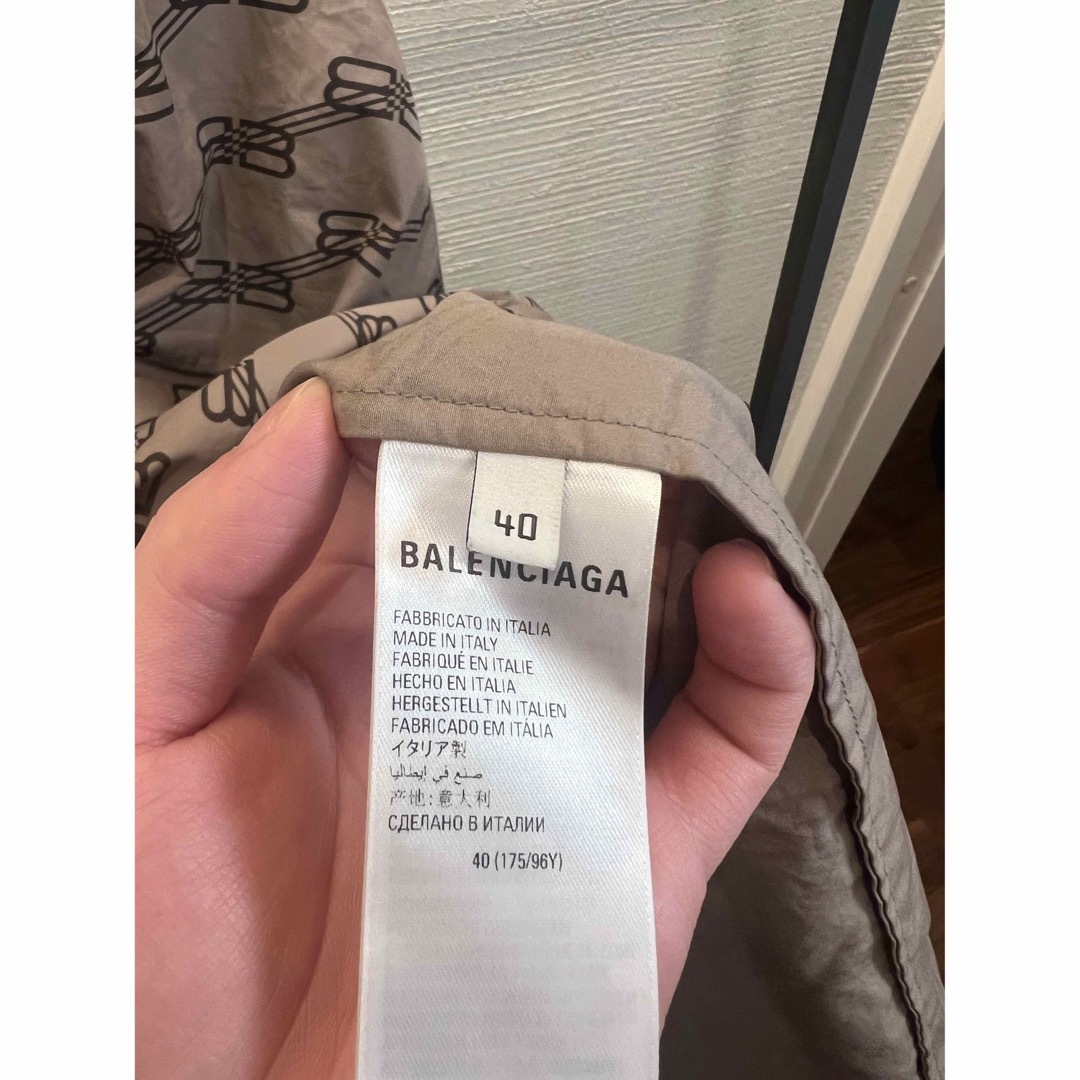 40
BALENCIAGA
FABBRICATO IN ITALIA
MADE IN ITALY
FABRIQUÉ EN ITALIE
HECHO EN ITALIA
HERGESTELLT IN ITALIEN
FABRICADO EM ITÁLIA
イタリア製
صنع في إيطاليا
产地:意大利
СДЕЛАНО В ИТАЛИИ
40 (175/96Y)